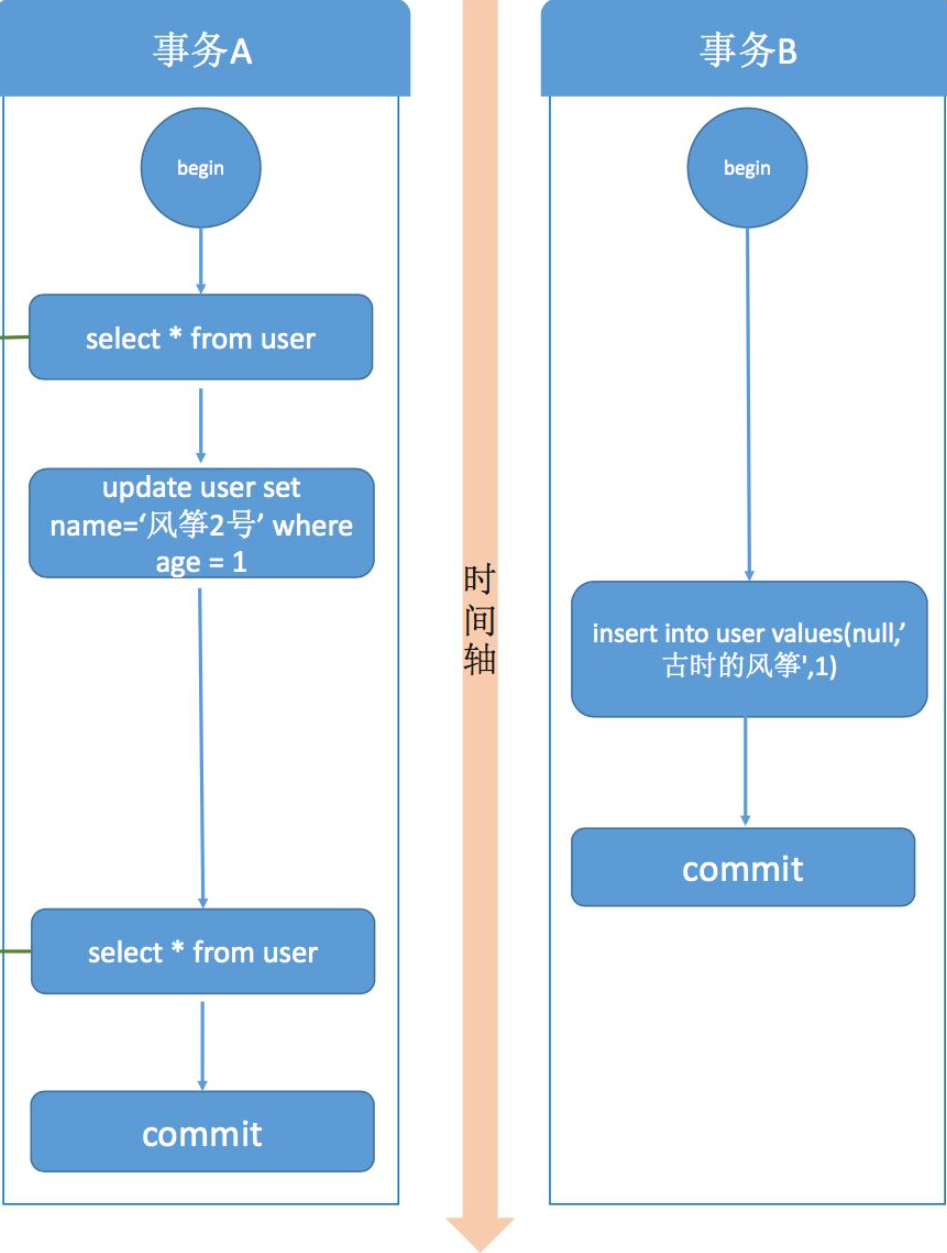 事务A
begin
select * from user
update user set
name=‘风筝2号’ where
age = 1
select * from user
commit
时
间
轴
事务B
begin
insert into user values(null,’
古时的风筝',1)
commit